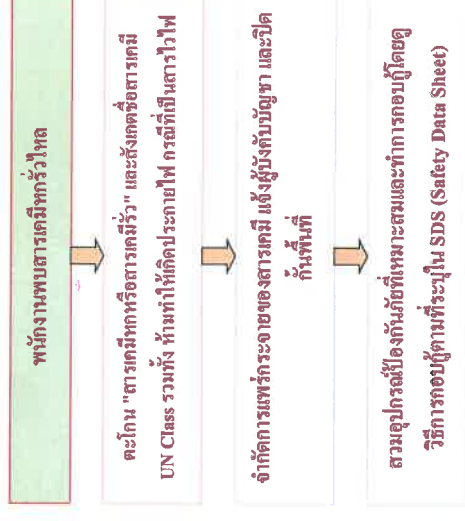 พนักงานพบสารเคมีหกรั่วไหล
ตะโกน "สารเคมีหกหรือสารเคมีรั่ว" และสังเกตชื่อสารเคมี
UN Class รวมทั้ง ห้ามทำให้เกิดประกายไฟ กรณีที่เป็นสารไวไฟ
จำกัดการแพร่กระจายของสารเคมี แจ้งผู้บังคับบัญชา และปิด
กั้นพื้นที่
สวมอุปกรณ์ป้องกันภัยที่เหมาะสมและทำการกอบกู้โดยดู
วิธีการกอบกู้ตามที่ระบุใน SDS (Safety Data Sheet)